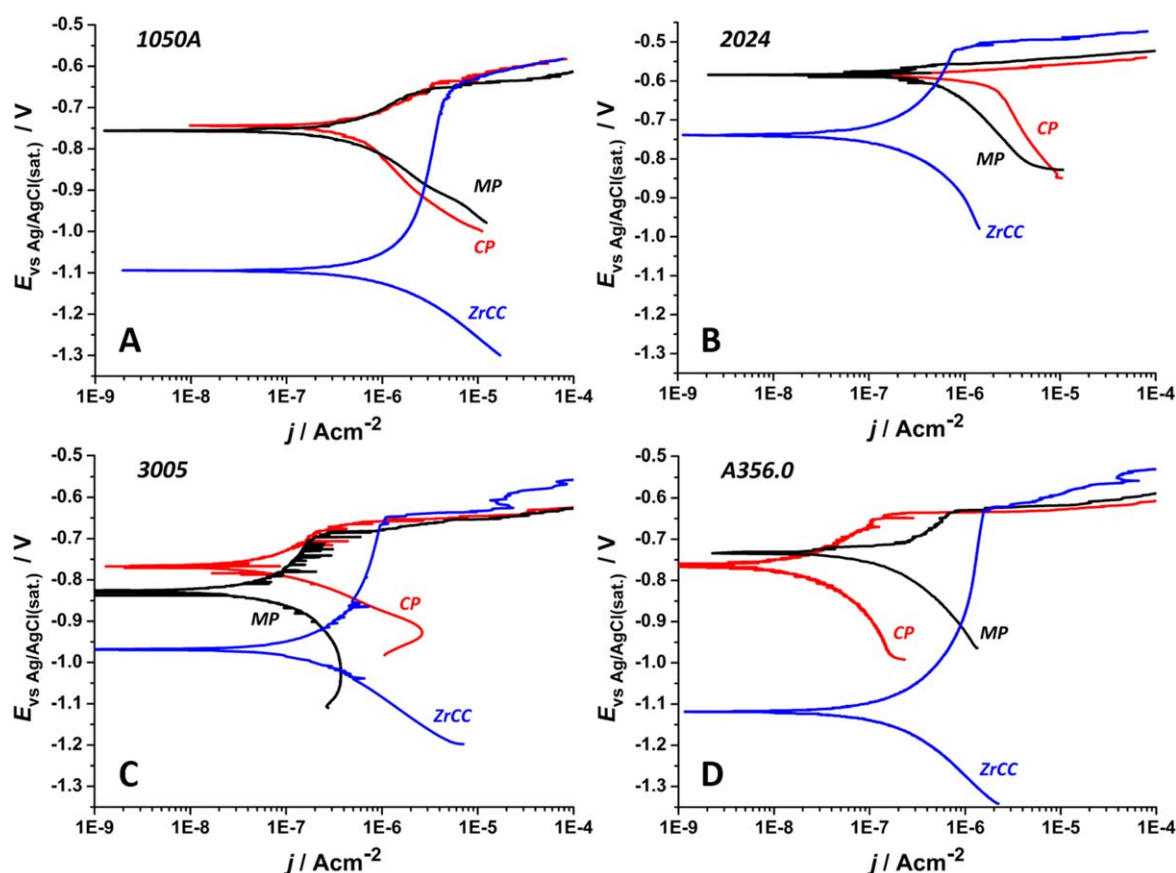 1050A
E vs Ag/AgCl(sat.) / V
-0.6
-0.7
-0.8
-0.9
-1.0
-1.1
-1.2
-1.3
MP
CP
ZrCC
A
1E-9 1E-8 1E-7 1E-6 1E-5 1E-4
j / Acm-2
2024
E vs Ag/AgCl(sat.) / V
-0.5
-0.6
-0.7
-0.8
-0.9
-1.0
-1.1
-1.2
-1.3
CP
MP
ZrCC
B
1E-9 1E-8 1E-7 1E-6 1E-5 1E-4
j / Acm-2
3005
E vs Ag/AgCl(sat.) / V
-0.5
-0.6
-0.7
-0.8
-0.9
-1.0
-1.1
-1.2
-1.3
MP
CP
ZrCC
C
1E-9 1E-8 1E-7 1E-6 1E-5 1E-4
j / Acm-2
A356.0
E vs Ag/AgCl(sat.) / V
-0.5
-0.6
-0.7
-0.8
-0.9
-1.0
-1.1
-1.2
-1.3
CP
MP
ZrCC
D
1E-9 1E-8 1E-7 1E-6 1E-5 1E-4
j / Acm-2